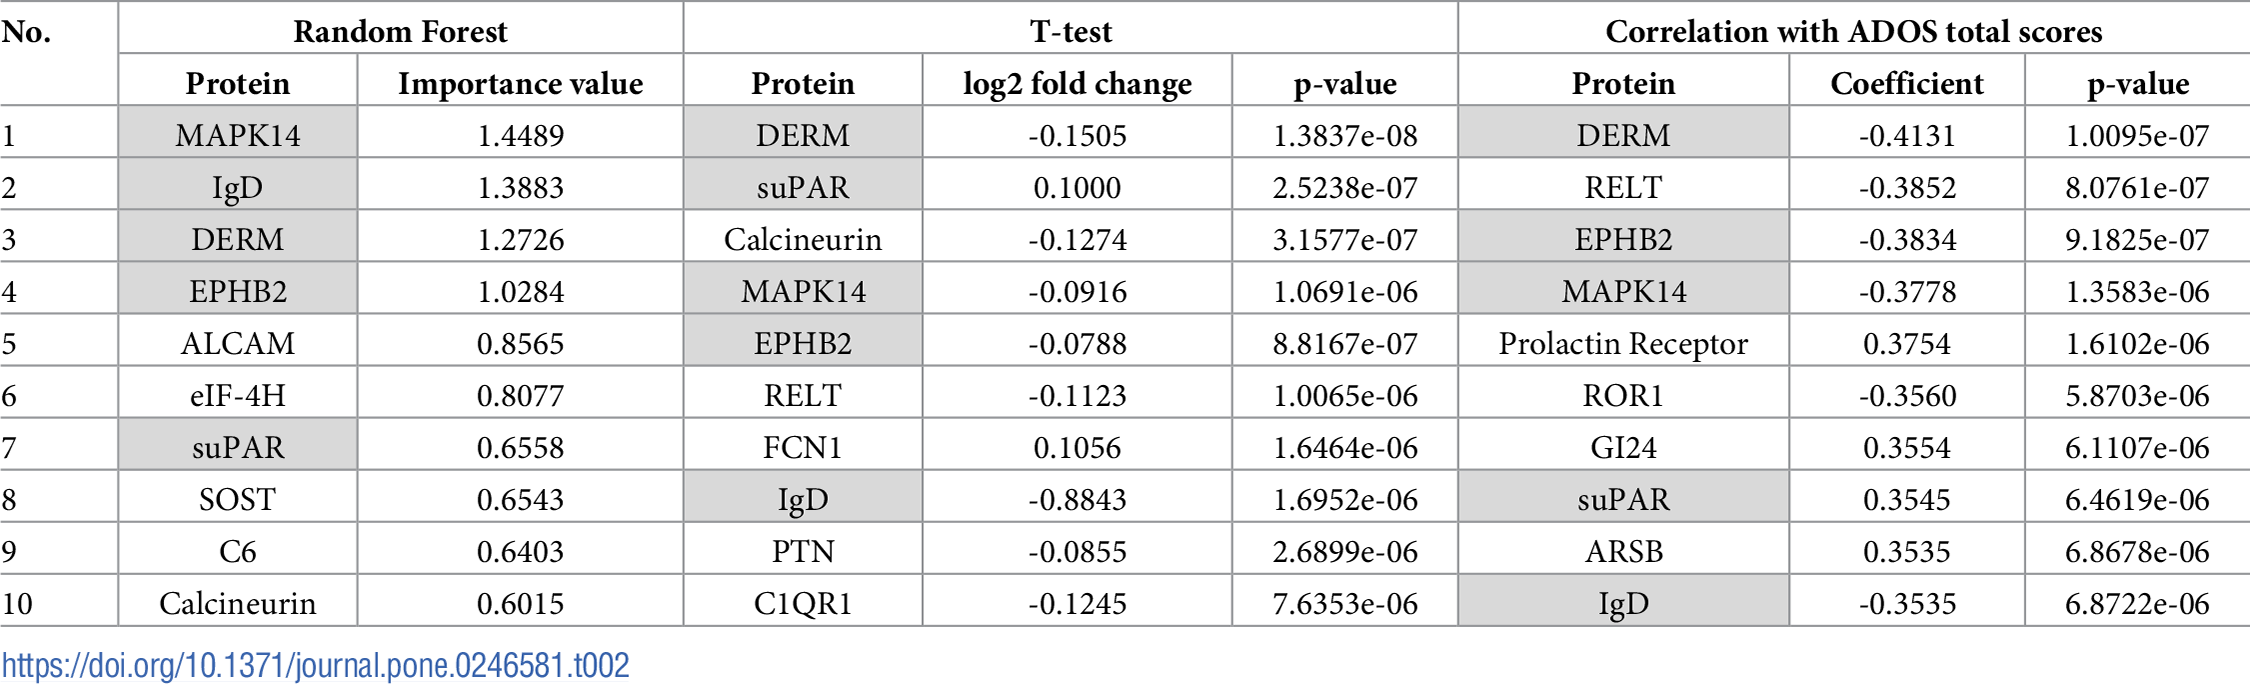 No. Random Forest T-test Correlation with ADOS total scores
Protein Importance value Protein log2 fold change p-value Protein Coefficient p-value
1 MAPK14 1.4489 DERM -0.1505 1.3837e-08 DERM -0.4131 1.0095e-07
2 IgD 1.3883 suPAR 0.1000 2.5238e-07 RELT -0.3852 8.0761e-07
3 DERM 1.2726 Calcineurin -0.1274 3.1577e-07 EPHB2 -0.3834 9.1825e-07
4 EPHB2 1.0284 MAPK14 -0.0916 1.0691e-06 MAPK14 -0.3778 1.3583e-06
5 ALCAM 0.8565 EPHB2 -0.0788 8.8167e-07 Prolactin Receptor 0.3754 1.6102e-06
6 eIF-4H 0.8077 RELT -0.1123 1.0065e-06 ROR1 -0.3560 5.8703e-06
7 suPAR 0.6558 FCN1 0.1056 1.6464e-06 GI24 0.3554 6.1107e-06
8 SOST 0.6543 IgD -0.8843 1.6952e-06 suPAR 0.3545 6.4619e-06
9 C6 0.6403 PTN -0.0855 2.6899e-06 ARSB 0.3535 6.8678e-06
10 Calcineurin 0.6015 C1QR1 -0.1245 7.6353e-06 IgD -0.3535 6.8722e-06
https://doi.org/10.1371/journal.pone.0246581.t002